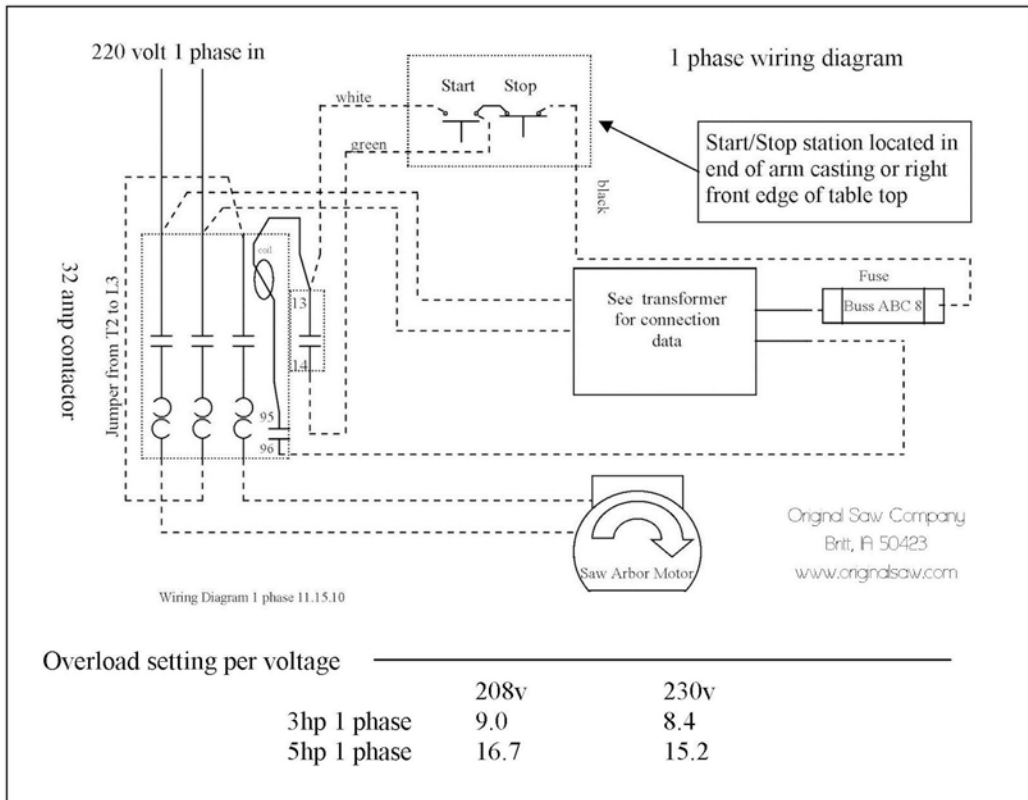 220 volt 1 phase in
1 phase wiring diagram
Start Stop
white
green
black
Start/Stop station located in
end of arm casting or right
front edge of table top
32 amp contactor
Jumper from T2 to L3
coil
13
14
95
96
See transformer
for connection
data
Fuse
Buss ABC 8
Saw Arbor Motor
Original Saw Company
Britt, IA 50423
www.originalsaw.com
Wiring Diagram 1 phase 11.15.10
Overload setting per voltage
208v 230v
3hp 1 phase 9.0 8.4
5hp 1 phase 16.7 15.2